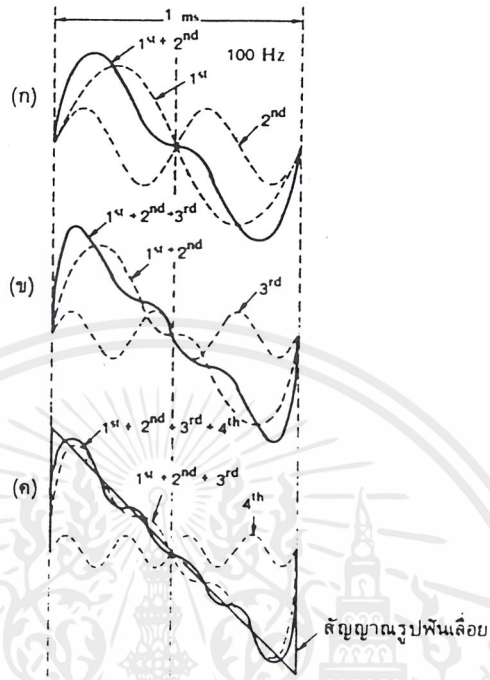 1 ms
1st + 2nd
100 Hz
1st
(ก)
2nd
1st + 2nd + 3rd
1st + 2nd
(ข)
3rd
1st + 2nd + 3rd + 4th
1st + 2nd + 3rd
(ค)
4th
สัญญาณรูปฟันเลื่อย